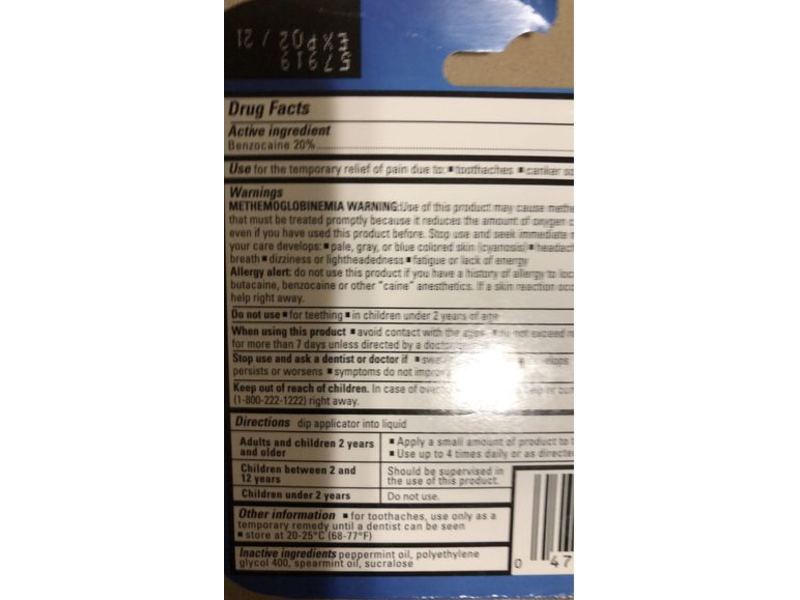 57919
EXP02/21
Drug Facts
Active ingredient
Benzocaine 20%
Use for the temporary relief of pain due to: ■ toothaches ■ canker so
Warnings
METHEMOGLOBINEMIA WARNING: Use of this product may cause methe
that must be treated promptly because it reduces the amount of oxygen c
even if you have used this product before. Stop use and seek immediate
your care develops: ■ pale, gray, or blue colored skin (cyanosis) ■ headach
breath ■ dizziness or lightheadedness ■ fatigue or lack of energy
Allergy alert: do not use this product if you have a history of allergy to loc
butacaine, benzocaine or other "caine" anesthetics. If a skin reaction occ
help right away.
Do not use ■ for teething ■ in children under 2 years of age
When using this product ■ avoid contact with the eyes ■ do not exceed
for more than 7 days unless directed by a doctor
Stop use and ask a dentist or doctor if ■
persists or worsens ■ symptoms do not improve
Keep out of reach of children. In case of
(1-800-222-1222) right away.
Directions dip applicator into liquid
Adults and children 2 years and older
■ Apply a small amount of product to t
■ Use up to 4 times daily or as directed
Children between 2 and 12 years
Should be supervised in
the use of this product.
Children under 2 years
Do not use.
Other information ■ for toothaches, use only as a
temporary remedy until a dentist can be seen
■ store at 20-25°C (68-77°F)
Inactive ingredients peppermint oil, polyethylene
glycol 400, spearmint oil, sucralose
0 47